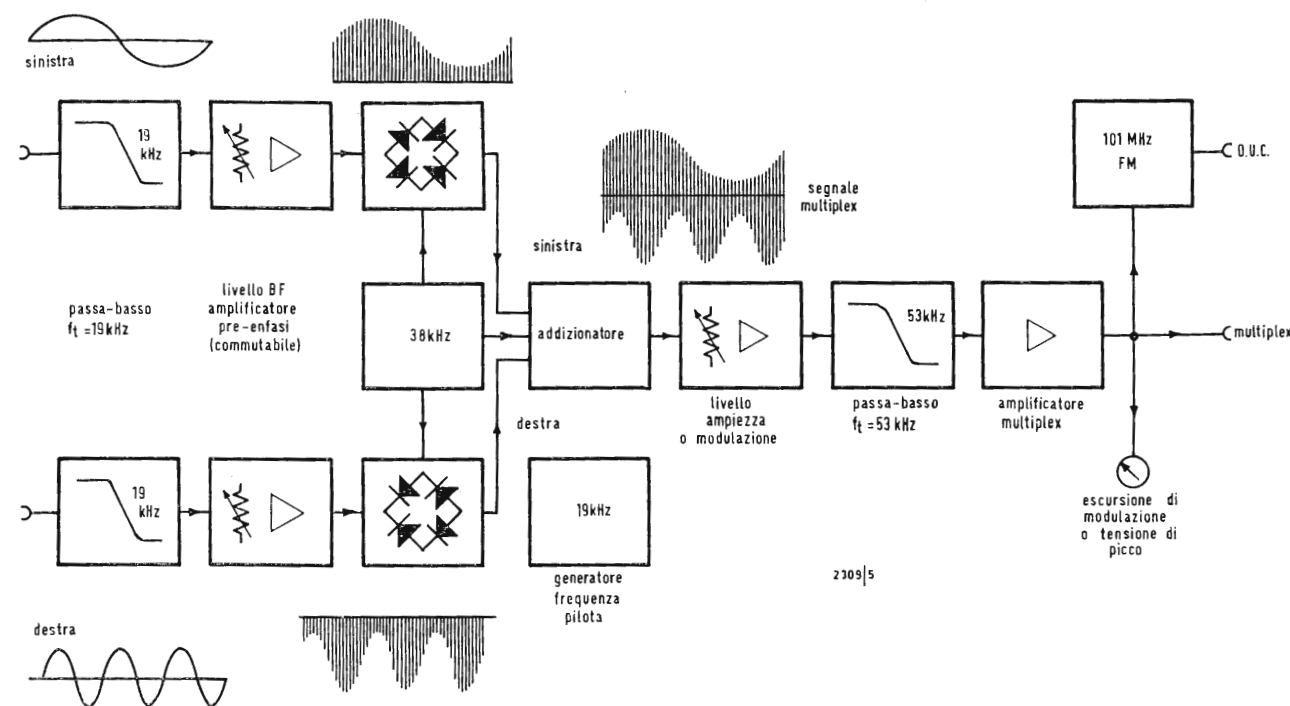 sinistra
19
kHz
101 MHz
FM
O.U.C.
segnale
multiplex
sinistra
passa-basso
ft =19kHz
livello BF
amplificatore
pre-enfasi
(commutabile)
38kHz
addizionatore
53kHz
multiplex
livello
ampiezza
o modulazione
passa-basso
ft = 53 kHz
amplificatore
multiplex
destra
19
kHz
19kHz
generatore
frequenza
pilota
escursione di
modulazione
o tensione di
picco
2309|5
destra